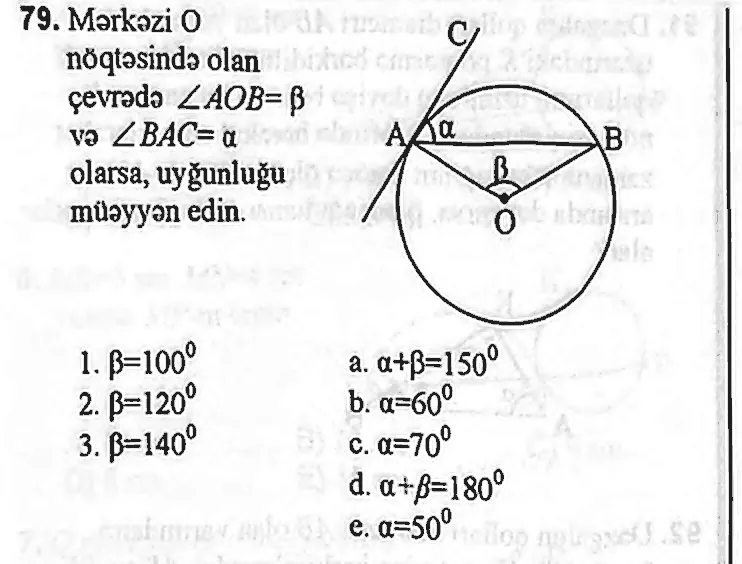 79. Mərkəzi O
nöqtəsində olan
çevrədə ∠AOB= β
və ∠BAC= α
olarsa, uyğunluğu
müəyyən edin.
C
A
α
B
β
O
1. β=100⁰
2. β=120⁰
3. β=140⁰
a. α+β=150⁰
b. α=60⁰
c. α=70⁰
d. α+β=180⁰
e. α=50⁰